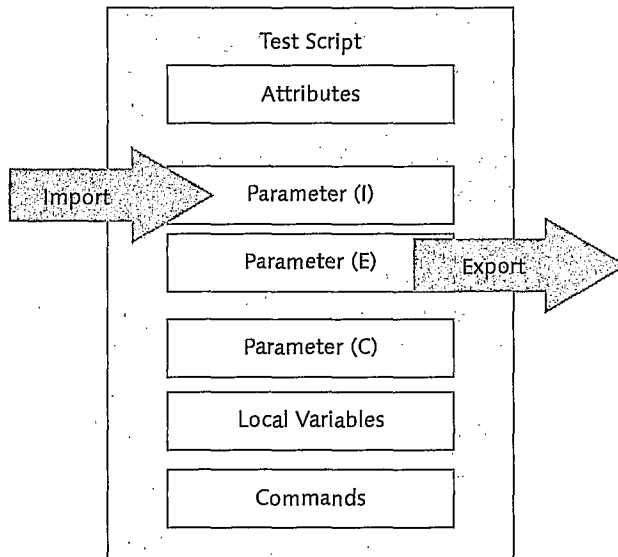 Test Script
Attributes
Import
Parameter (I)
Parameter (E)
Export
Parameter (C)
Local Variables
Commands